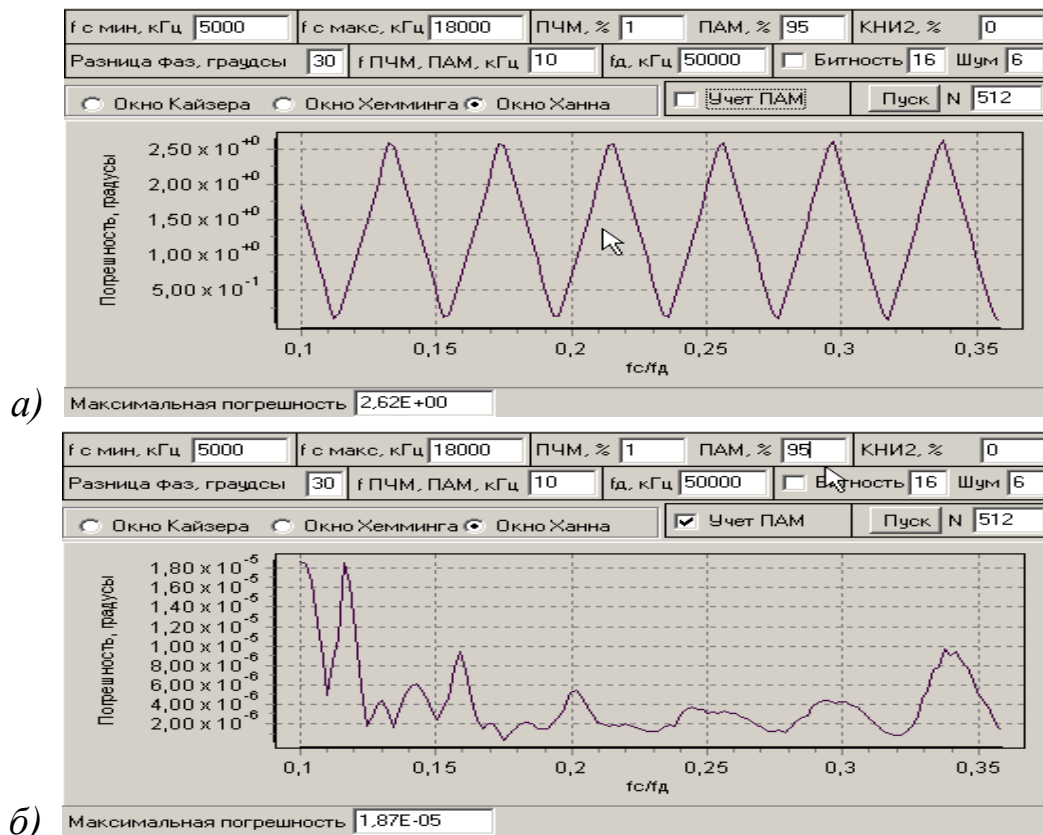 f с мин, кГц 5000 f с макс, кГц 18000 ПЧМ, % 1 ПАМ, % 95 КНИ2, % 0
Разница фаз, граудсы 30 f ПЧМ, ПАМ, кГц 10 fд, кГц 50000 Битность 16 Шум 6
Окно Кайзера Окно Хемминга Окно Ханна Учет ПАМ Пуск N 512
Погрешность, градусы
2,50 x 10+0
2,00 x 10+0
1,50 x 10+0
1,00 x 10+0
5,00 x 10-1
0,1 0,15 0,2 0,25 0,3 0,35
fc/fд
а) Максимальная погрешность 2,62E+00
f с мин, кГц 5000 f с макс, кГц 18000 ПЧМ, % 1 ПАМ, % 95 КНИ2, % 0
Разница фаз, граудсы 30 f ПЧМ, ПАМ, кГц 10 fд, кГц 50000 Битность 16 Шум 6
Окно Кайзера Окно Хемминга Окно Ханна Учет ПАМ Пуск N 512
Погрешность, градусы
1,80 x 10-5
1,60 x 10-5
1,40 x 10-5
1,20 x 10-5
1,00 x 10-5
8,00 x 10-6
6,00 x 10-6
4,00 x 10-6
2,00 x 10-6
0,1 0,15 0,2 0,25 0,3 0,35
fc/fд
б) Максимальная погрешность 1,87E-05